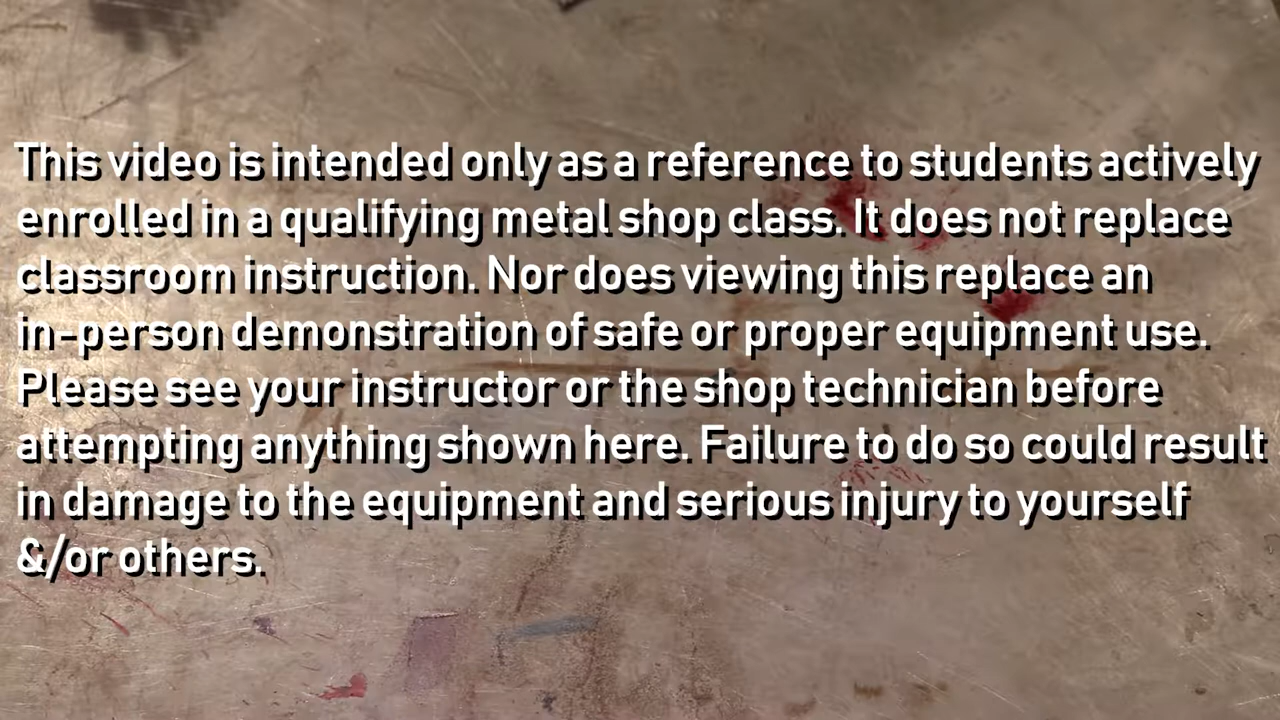 This video is intended only as a reference to students actively
enrolled in a qualifying metal shop class. It does not replace
classroom instruction. Nor does viewing this replace an
in-person demonstration of safe or proper equipment use.
Please see your instructor or the shop technician before
attempting anything shown here. Failure to do so could result
in damage to the equipment and serious injury to yourself
&/or others.